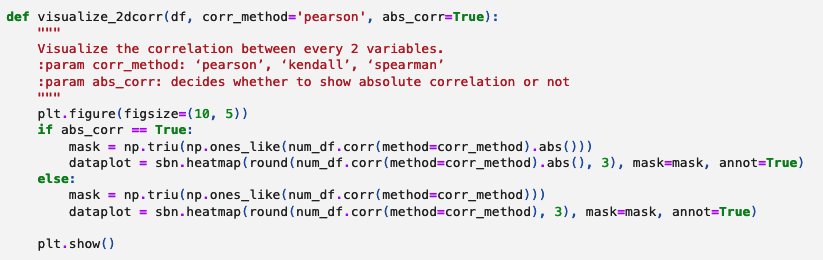 def visualize_2dcorr(df, corr_method='pearson', abs_corr=True):
    """
    Visualize the correlation between every 2 variables.
    :param corr_method: ‘pearson’, ‘kendall’, ‘spearman’
    :param abs_corr: decides whether to show absolute correlation or not
    """
    plt.figure(figsize=(10, 5))
    if abs_corr == True:
        mask = np.triu(np.ones_like(num_df.corr(method=corr_method).abs()))
        dataplot = sbn.heatmap(round(num_df.corr(method=corr_method).abs(), 3), mask=mask, annot=True)
    else:
        mask = np.triu(np.ones_like(num_df.corr(method=corr_method)))
        dataplot = sbn.heatmap(round(num_df.corr(method=corr_method), 3), mask=mask, annot=True)
    plt.show()